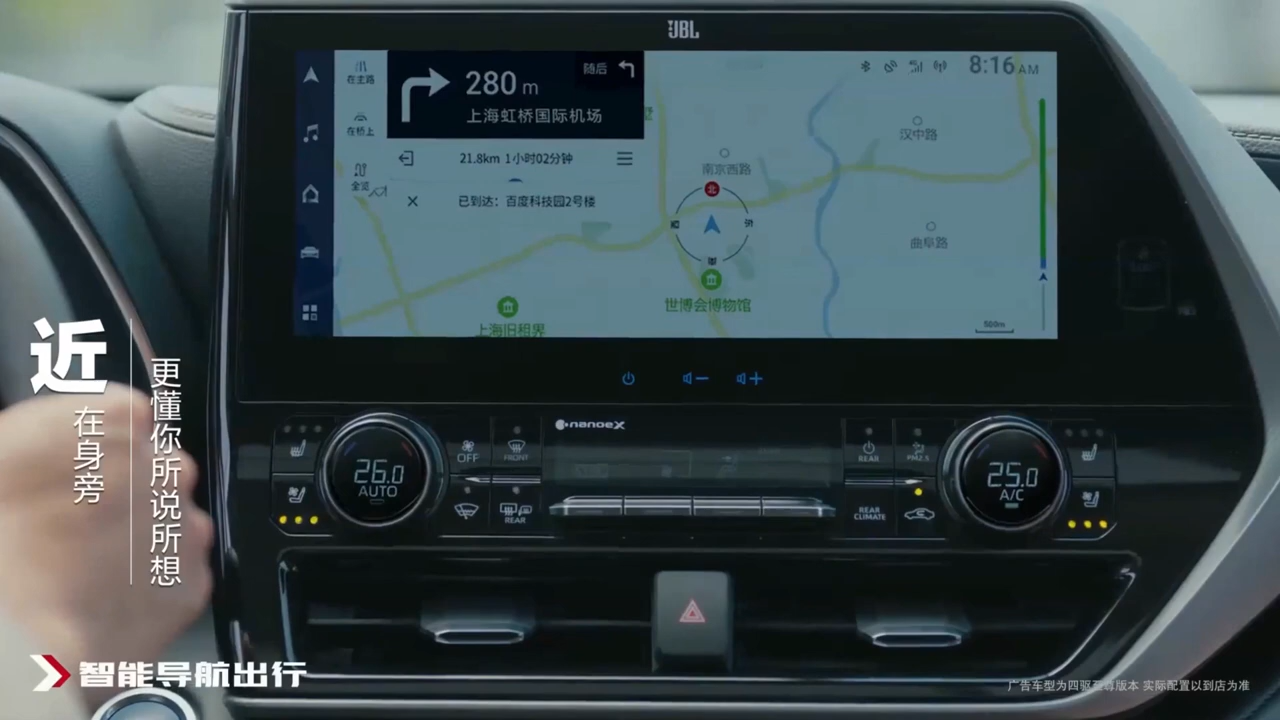 JBL
在主路
280 m
随后
上海虹桥国际机场
8:16 AM
在桥上
21.8km 1小时02分钟
全览
已到达：百度科技园2号楼
汉中路
南京西路
北
曲阜路
世博会博物馆
上海旧租界
500m
近
在身旁
更懂你所说所想
nanoeX
26.0
AUTO
OFF
FRONT
REAR
REAR
PM2.5
REAR
CLIMATE
25.0
A/C
智能导航出行
广告车型为四驱至尊版本 实际配置以到店为准